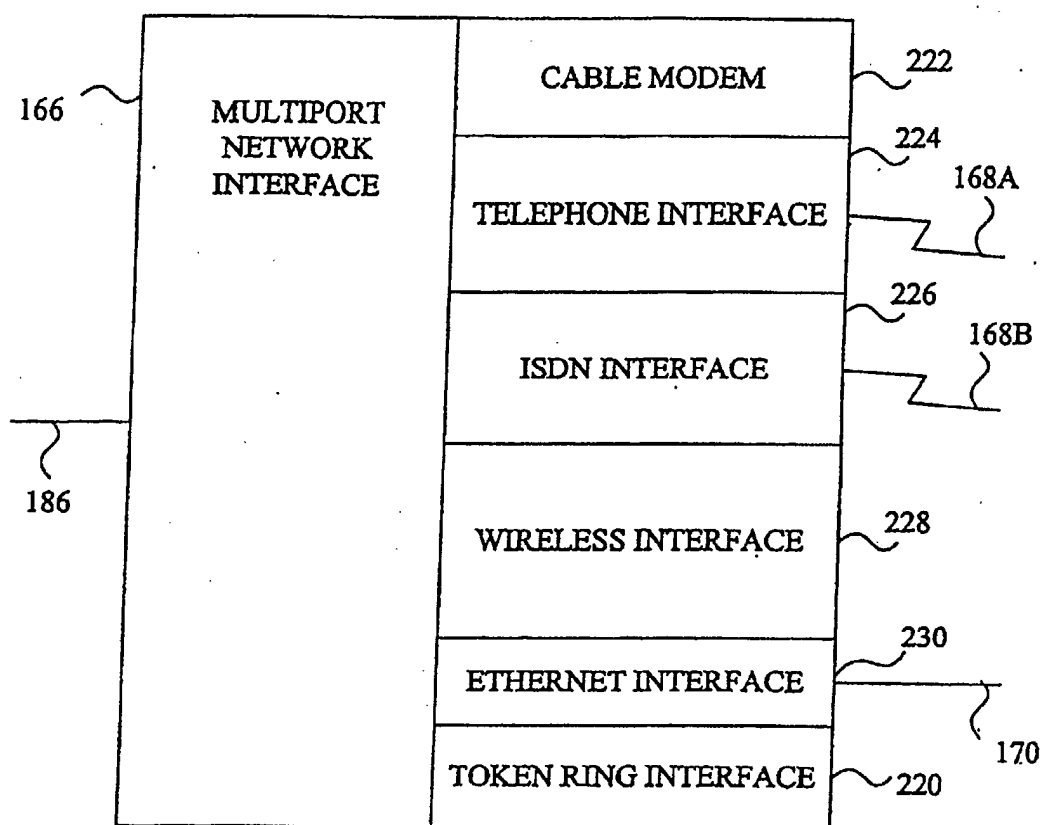 CABLE MODEM
222
166
MULTIPORT
NETWORK
INTERFACE
224
TELEPHONE INTERFACE
168A
226
ISDN INTERFACE
168B
186
WIRELESS INTERFACE
228
230
ETHERNET INTERFACE
170
TOKEN RING INTERFACE
220